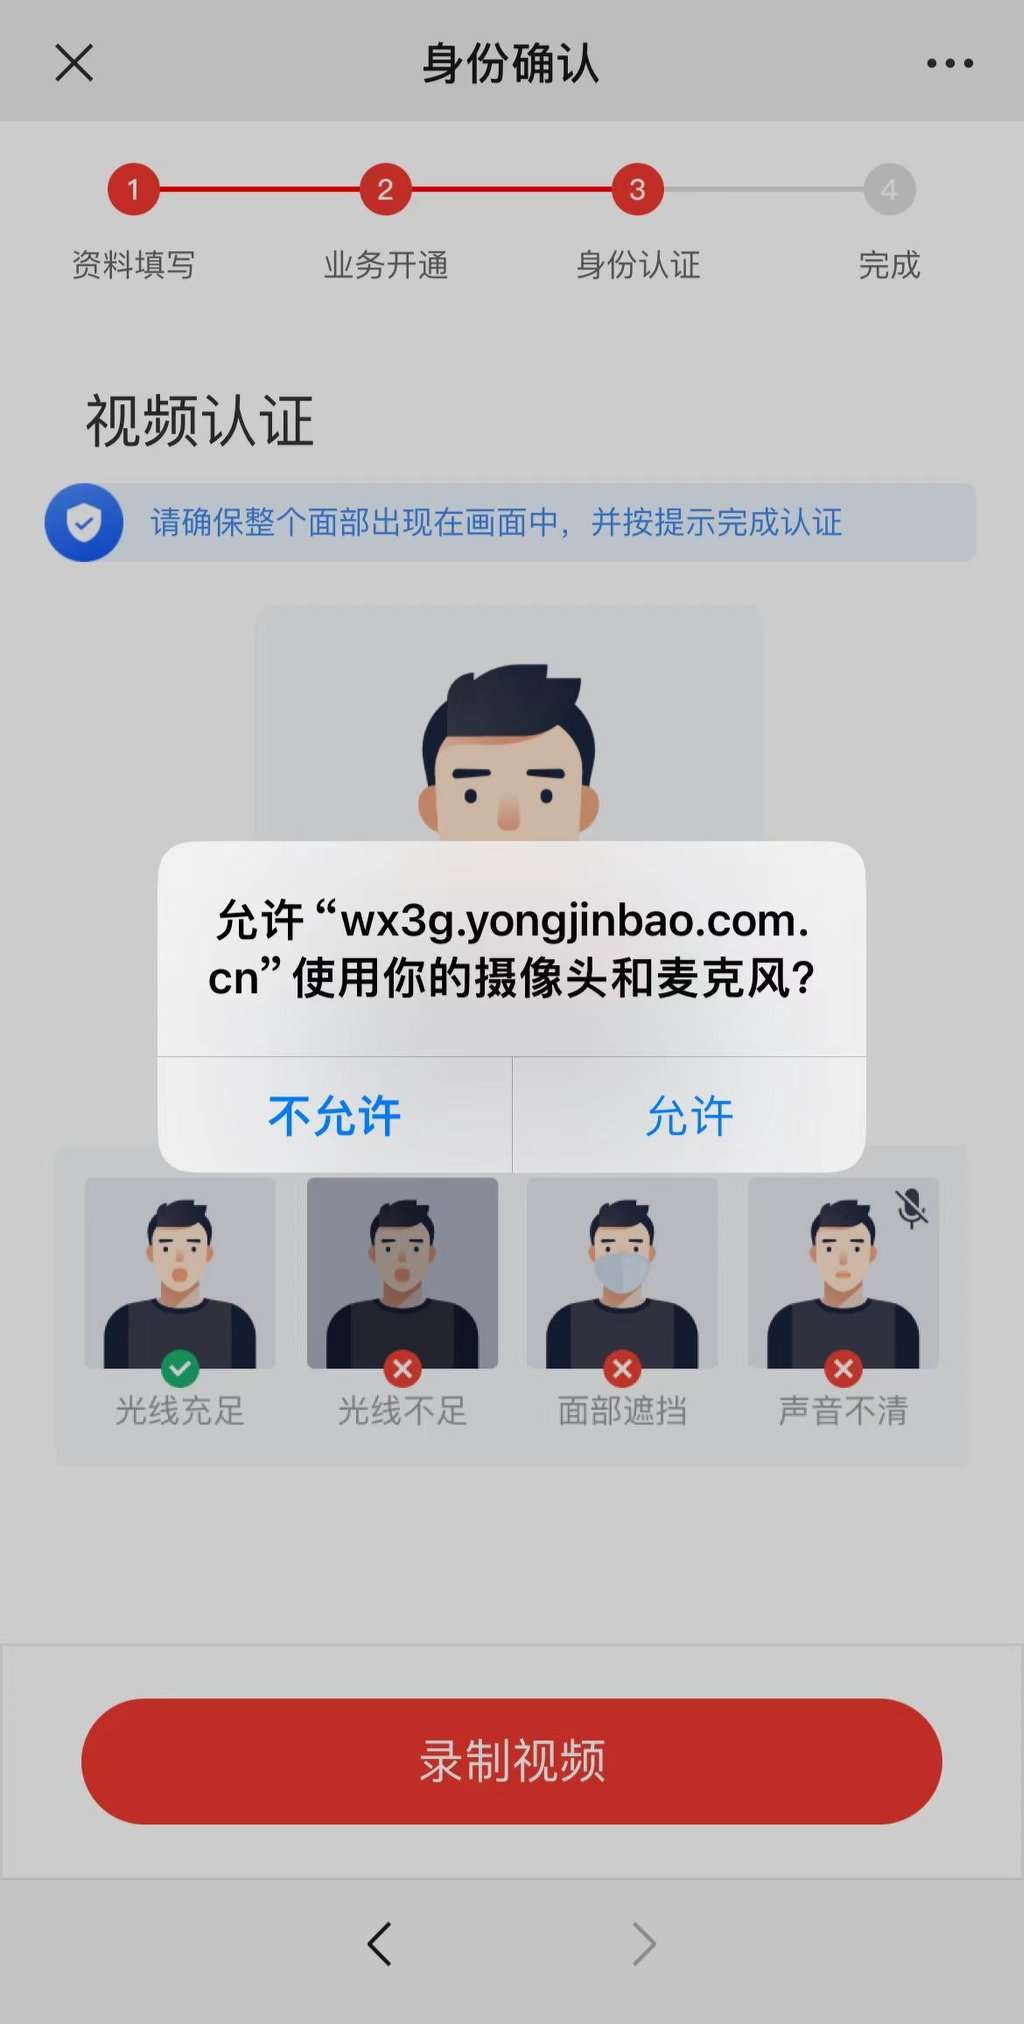 身份确认
1
2
3
4
资料填写
业务开通
身份认证
完成
视频认证
请确保整个面部出现在画面中，并按提示完成认证
允许“wx3g.yongjinbao.com.
cn”使用你的摄像头和麦克风？
不允许
允许
光线充足
光线不足
面部遮挡
声音不清
录制视频